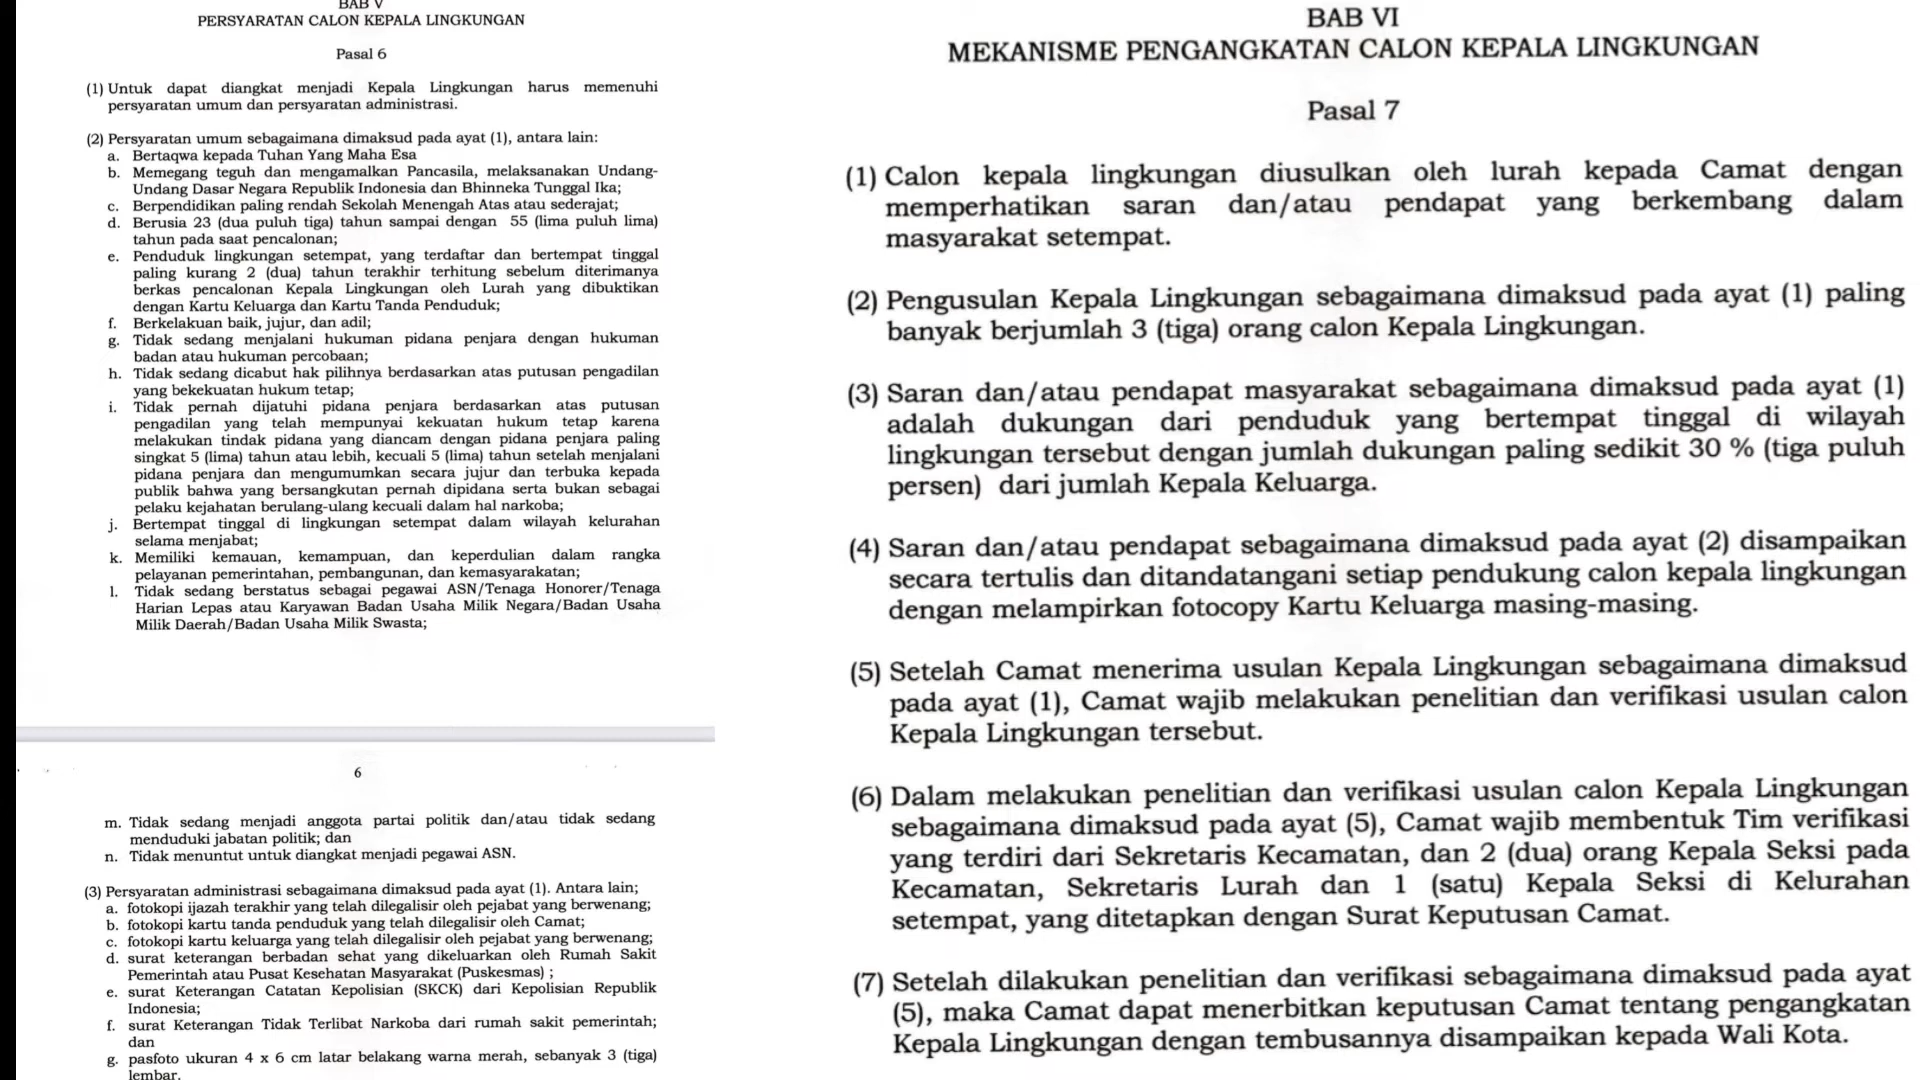 BAB V
PERSYARATAN CALON KEPALA LINGKUNGAN
Pasal 6
(1) Untuk dapat diangkat menjadi Kepala Lingkungan harus memenuhi
persyaratan umum dan persyaratan administrasi.
(2) Persyaratan umum sebagaimana dimaksud pada ayat (1), antara lain:
a. Bertaqwa kepada Tuhan Yang Maha Esa
b. Memegang teguh dan mengamalkan Pancasila, melaksanakan Undang-
Undang Dasar Negara Republik Indonesia dan Bhinneka Tunggal Ika;
c. Berpendidikan paling rendah Sekolah Menengah Atas atau sederajat;
d. Berusia 23 (dua puluh tiga) tahun sampai dengan 55 (lima puluh lima)
tahun pada saat pencalonan;
e. Penduduk lingkungan setempat, yang terdaftar dan bertempat tinggal
paling kurang 2 (dua) tahun terakhir terhitung sebelum diterimanya
berkas pencalonan Kepala Lingkungan oleh Lurah yang dibuktikan
dengan Kartu Keluarga dan Kartu Tanda Penduduk;
f. Berkelakuan baik, jujur, dan adil;
g. Tidak sedang menjalani hukuman pidana penjara dengan hukuman
badan atau hukuman percobaan;
h. Tidak sedang dicabut hak pilihnya berdasarkan atas putusan pengadilan
yang bekekuatan hukum tetap;
i. Tidak pernah dijatuhi pidana penjara berdasarkan atas putusan
pengadilan yang telah mempunyai kekuatan hukum tetap karena
melakukan tindak pidana yang diancam dengan pidana penjara paling
singkat 5 (lima) tahun atau lebih, kecuali 5 (lima) tahun setelah menjalani
pidana penjara dan mengumumkan secara jujur dan terbuka kepada
publik bahwa yang bersangkutan pernah dipidana serta bukan sebagai
pelaku kejahatan berulang-ulang kecuali dalam hal narkoba;
j. Bertempat tinggal di lingkungan setempat dalam wilayah kelurahan
selama menjabat;
k. Memiliki kemauan, kemampuan, dan keperdulian dalam rangka
pelayanan pemerintahan, pembangunan, dan kemasyarakatan;
l. Tidak sedang berstatus sebagai pegawai ASN/Tenaga Honorer/Tenaga
Harian Lepas atau Karyawan Badan Usaha Milik Negara/Badan Usaha
Milik Daerah/Badan Usaha Milik Swasta;
6
m. Tidak sedang menjadi anggota partai politik dan/atau tidak sedang
menduduki jabatan politik; dan
n. Tidak menuntut untuk diangkat menjadi pegawai ASN.
(3) Persyaratan administrasi sebagaimana dimaksud pada ayat (1). Antara lain;
a. fotokopi ijazah terakhir yang telah dilegalisir oleh pejabat yang berwenang;
b. fotokopi kartu tanda penduduk yang telah dilegalisir oleh Camat;
c. fotokopi kartu keluarga yang telah dilegalisir oleh pejabat yang berwenang;
d. surat keterangan berbadan sehat yang dikeluarkan oleh Rumah Sakit
Pemerintah atau Pusat Kesehatan Masyarakat (Puskesmas) ;
e. surat Keterangan Catatan Kepolisian (SKCK) dari Kepolisian Republik
Indonesia;
f. surat Keterangan Tidak Terlibat Narkoba dari rumah sakit pemerintah;
dan
g. pasfoto ukuran 4 x 6 cm latar belakang warna merah, sebanyak 3 (tiga)
lembar.
BAB VI
MEKANISME PENGANGKATAN CALON KEPALA LINGKUNGAN
Pasal 7
(1) Calon kepala lingkungan diusulkan oleh lurah kepada Camat dengan
memperhatikan saran dan/atau pendapat yang berkembang dalam
masyarakat setempat.
(2) Pengusulan Kepala Lingkungan sebagaimana dimaksud pada ayat (1) paling
banyak berjumlah 3 (tiga) orang calon Kepala Lingkungan.
(3) Saran dan/atau pendapat masyarakat sebagaimana dimaksud pada ayat (1)
adalah dukungan dari penduduk yang bertempat tinggal di wilayah
lingkungan tersebut dengan jumlah dukungan paling sedikit 30 % (tiga puluh
persen) dari jumlah Kepala Keluarga.
(4) Saran dan/atau pendapat sebagaimana dimaksud pada ayat (2) disampaikan
secara tertulis dan ditandatangani setiap pendukung calon kepala lingkungan
dengan melampirkan fotocopy Kartu Keluarga masing-masing.
(5) Setelah Camat menerima usulan Kepala Lingkungan sebagaimana dimaksud
pada ayat (1), Camat wajib melakukan penelitian dan verifikasi usulan calon
Kepala Lingkungan tersebut.
(6) Dalam melakukan penelitian dan verifikasi usulan calon Kepala Lingkungan
sebagaimana dimaksud pada ayat (5), Camat wajib membentuk Tim verifikasi
yang terdiri dari Sekretaris Kecamatan, dan 2 (dua) orang Kepala Seksi pada
Kecamatan, Sekretaris Lurah dan 1 (satu) Kepala Seksi di Kelurahan
setempat, yang ditetapkan dengan Surat Keputusan Camat.
(7) Setelah dilakukan penelitian dan verifikasi sebagaimana dimaksud pada ayat
(5), maka Camat dapat menerbitkan keputusan Camat tentang pengangkatan
Kepala Lingkungan dengan tembusannya disampaikan kepada Wali Kota.